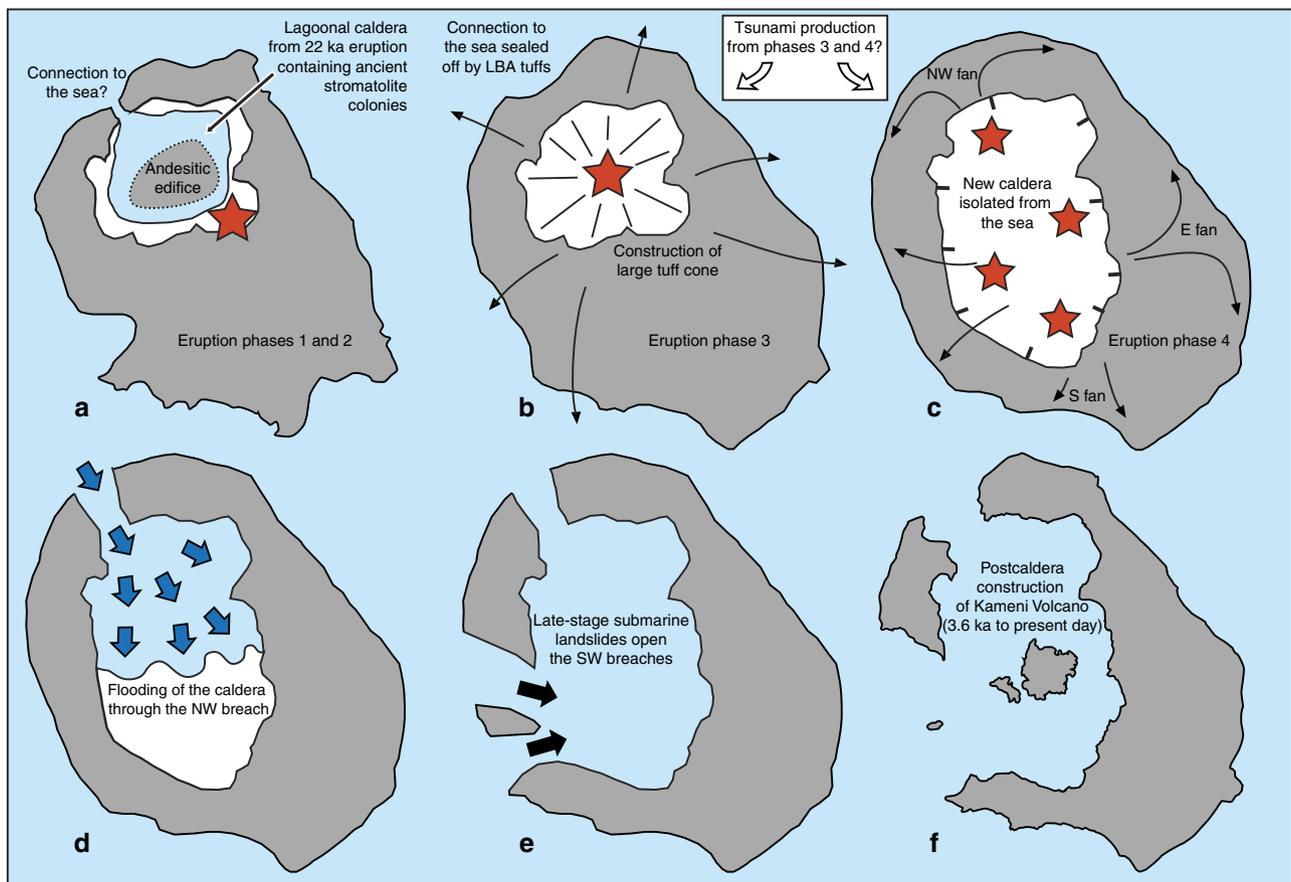 Lagoonal caldera
from 22 ka eruption
containing ancient
stromatolite
colonies
Connection to
the sea?
Andesitic
edifice
Eruption phases 1 and 2
a
Connection to
the sea sealed
off by LBA tuffs
Tsunami production
from phases 3 and 4?
Construction of
large tuff cone
Eruption phase 3
b
NW fan
New caldera
isolated from
the sea
E fan
Eruption phase 4
S fan
c
Flooding of the caldera
through the NW breach
d
Late-stage submarine
landslides open
the SW breaches
e
Postcaldera
construction
of Kameni Volcano
(3.6 ka to present day)
f